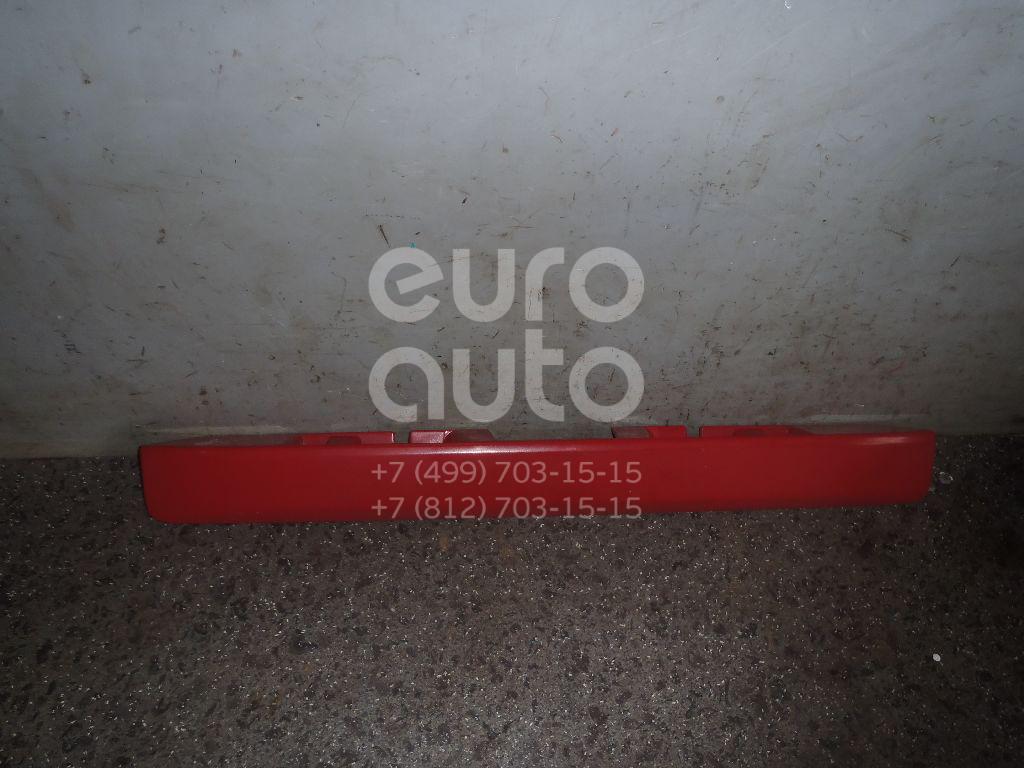 euro
auto
+7 (499) 703-15-15
+7 (812) 703-15-15